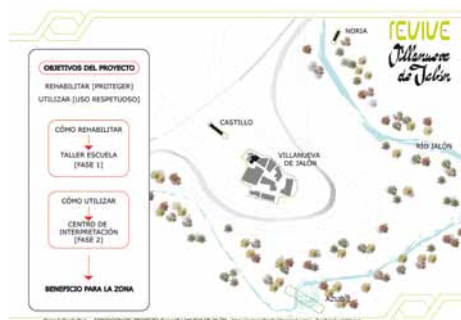 OBJETIVOS DEL PROYECTO
REHABILITAR [PROTEGER]
UTILIZAR [USO RESPETUOSO]
CÓMO REHABILITAR
TALLER ESCUELA
[FASE 1]
CÓMO UTILIZAR
CENTRO DE
INTERPRETACIÓN
[FASE 2]
BENEFICIO PARA LA ZONA
NORIA
REVIVE
Villanueva
de Jalón
CASTILLO
RÍO JALÓN
VILLANUEVA
DE JALÓN
AZUD